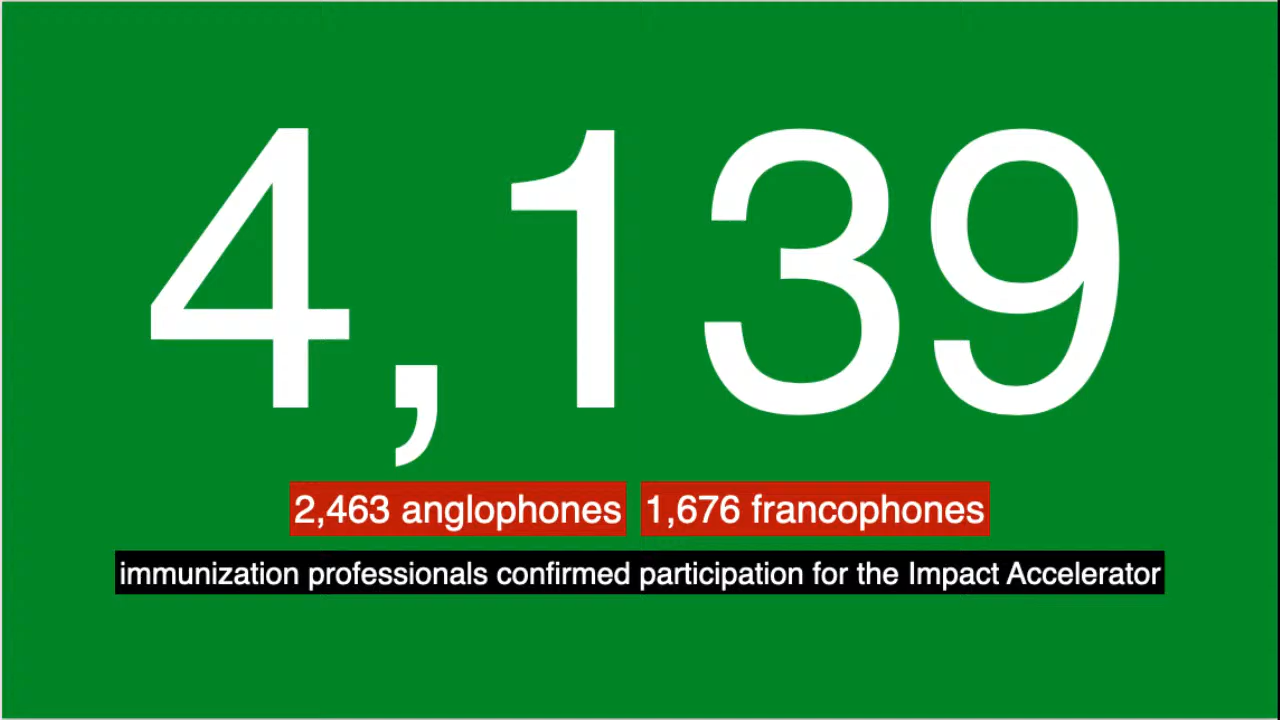 4,139
2,463 anglophones 1,676 francophones
immunization professionals confirmed participation for the Impact Accelerator